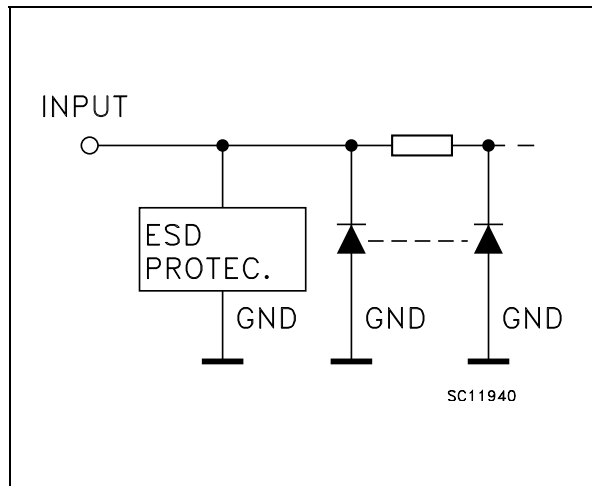 INPUT
ESD
PROTEC.
GND
GND
GND
SC11940